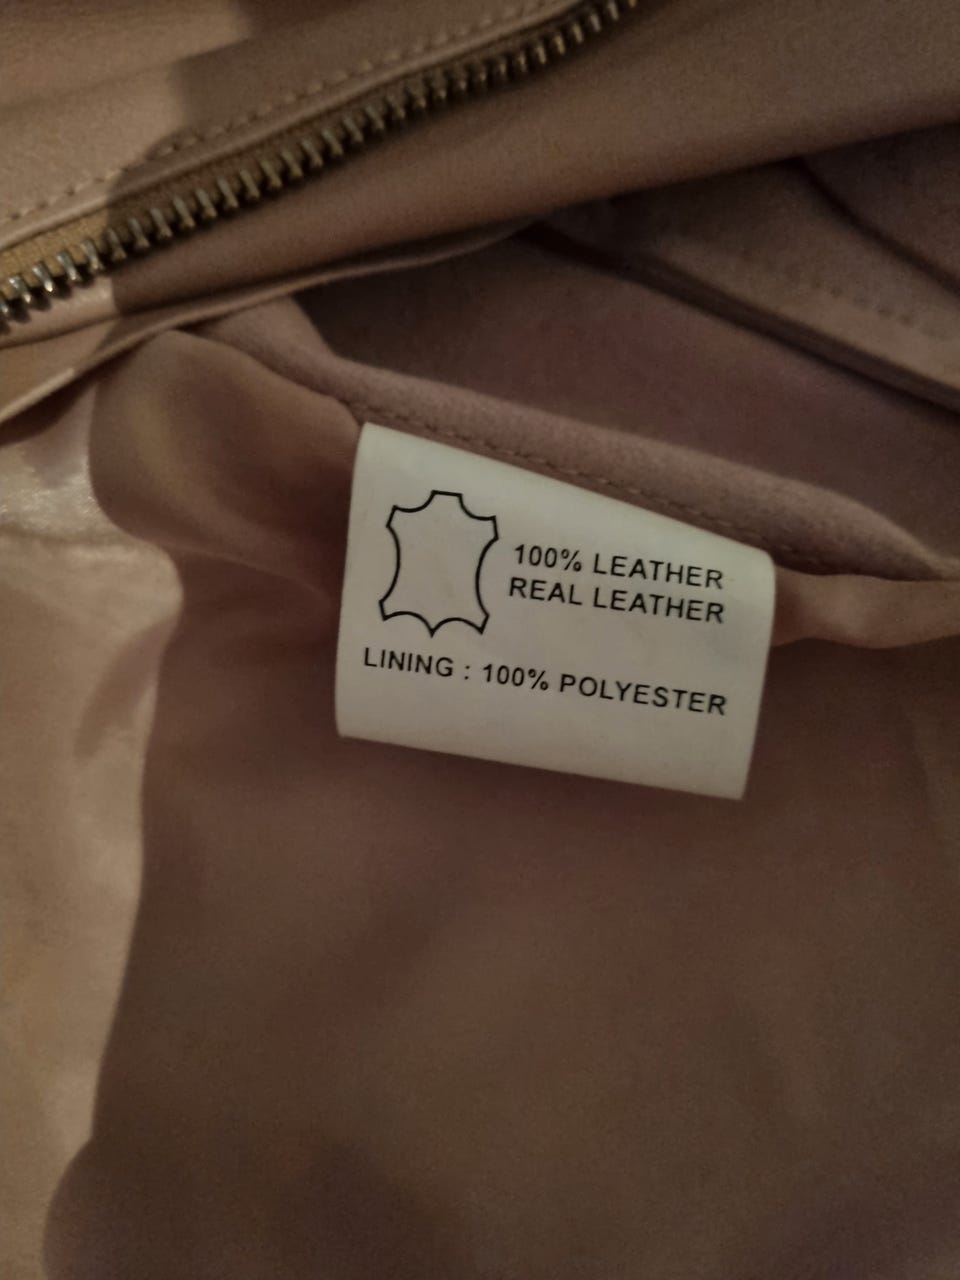 100% LEATHER
REAL LEATHER
LINING : 100% POLYESTER